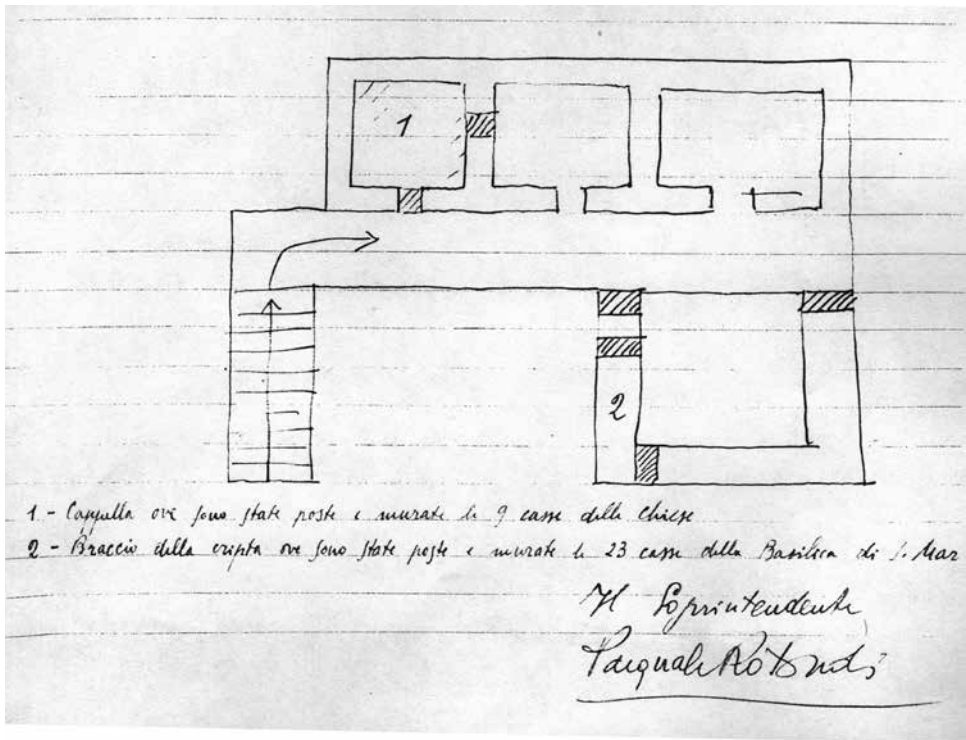 1
2
1 - Cappella ove sono state poste e murate le 9 casse delle chiese
2 - Braccio della cripta ove sono state poste e murate le 23 casse della Basilica di S. Mar
Il Soprintendente
Pasquale Rotondi